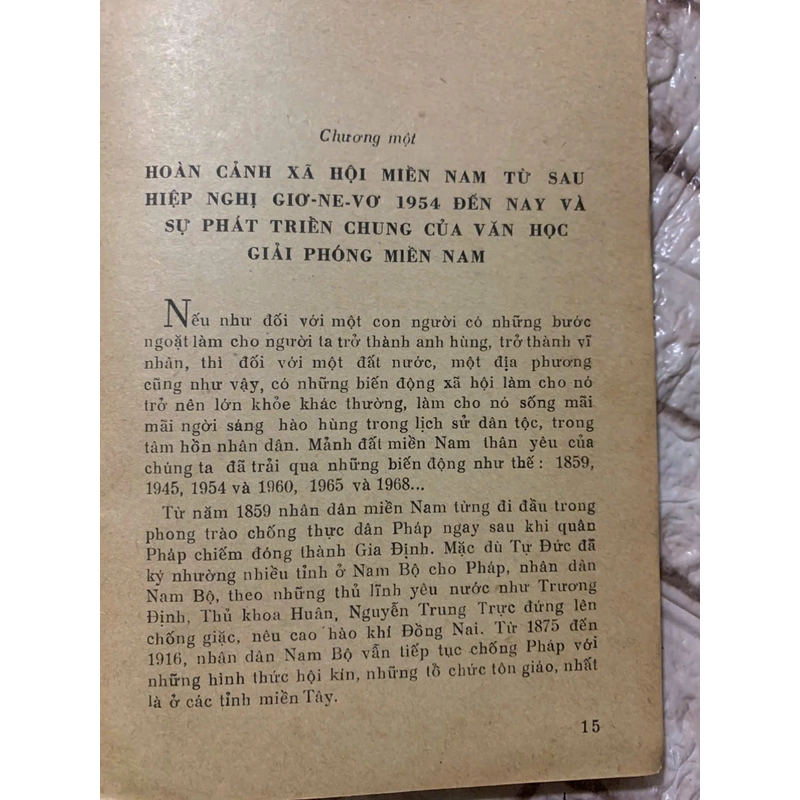 Chương một
HOÀN CẢNH XÃ HỘI MIỀN NAM TỪ SAU
HIỆP NGHỊ GIƠ-NE-VƠ 1954 ĐẾN NAY VÀ
SỰ PHÁT TRIỂN CHUNG CỦA VĂN HỌC
GIẢI PHÓNG MIỀN NAM
Nếu như đối với một con người có những bước
ngoặt làm cho người ta trở thành anh hùng, trở thành vĩ
nhân, thì đối với một đất nước, một địa phương
cũng như vậy, có những biến động xã hội làm cho nó
trở nên lớn khỏe khác thường, làm cho nó sống mãi
mãi ngời sáng hào hùng trong lịch sử dân tộc, trong
tâm hồn nhân dân. Mảnh đất miền Nam thân yêu của
chúng ta đã trải qua những biến động như thế : 1859,
1945, 1954 và 1960, 1965 và 1968...
Từ năm 1859 nhân dân miền Nam từng đi đầu trong
phong trào chống thực dân Pháp ngay sau khi quân
Pháp chiếm đóng thành Gia Định. Mặc dù Tự Đức đã
ký nhường nhiều tỉnh ở Nam Bộ cho Pháp, nhân dân
Nam Bộ, theo những thủ lĩnh yêu nước như Trương
Định, Thủ khoa Huân, Nguyễn Trung Trực đứng lên
chống giặc, nêu cao hào khí Đồng Nai. Từ 1875 đến
1916, nhân dân Nam Bộ vẫn tiếp tục chống Pháp với
những hình thức hội kín, những tổ chức tôn giáo, nhất
là ở các tỉnh miền Tây.
15